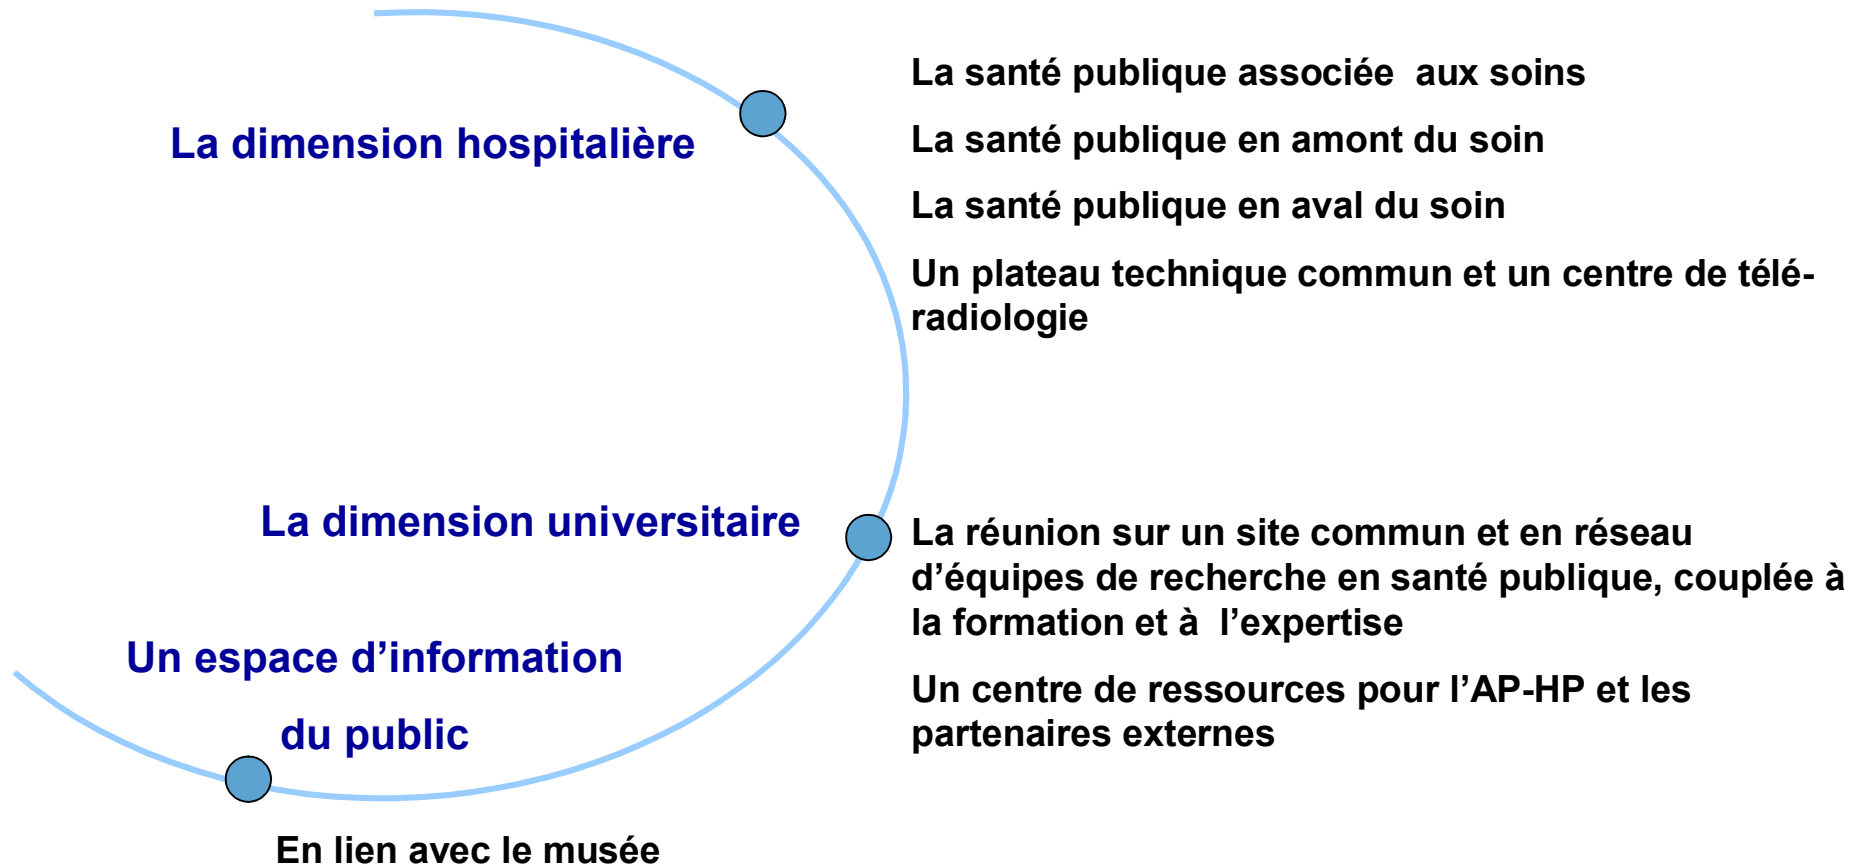 La dimension hospitalière
La santé publique associée  aux soins
La santé publique en amont du soin
La santé publique en aval du soin
Un plateau technique commun et un centre de télé-
radiologie
La dimension universitaire
La réunion sur un site commun et en réseau
d’équipes de recherche en santé publique, couplée à
la formation et à  l’expertise
Un centre de ressources pour l’AP-HP et les
partenaires externes
Un espace d’information
du public
En lien avec le musée